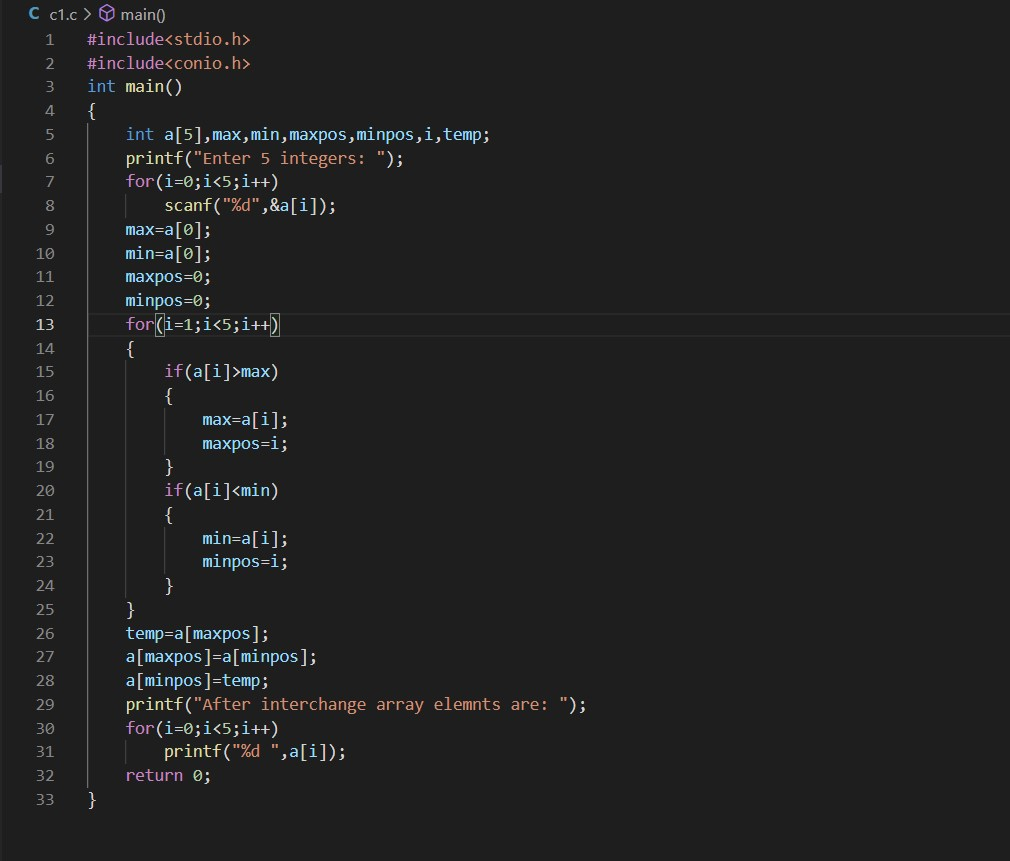 C c1.c > main()
1 #include<stdio.h>
2 #include<conio.h>
3 int main()
4 {
5     int a[5],max,min,maxpos,minpos,i,temp;
6     printf("Enter 5 integers: ");
7     for(i=0;i<5;i++)
8         scanf("%d",&a[i]);
9     max=a[0];
10     min=a[0];
11     maxpos=0;
12     minpos=0;
13     for(i=1;i<5;i++)
14     {
15         if(a[i]>max)
16         {
17             max=a[i];
18             maxpos=i;
19         }
20         if(a[i]<min)
21         {
22             min=a[i];
23             minpos=i;
24         }
25     }
26     temp=a[maxpos];
27     a[maxpos]=a[minpos];
28     a[minpos]=temp;
29     printf("After interchange array elemnts are: ");
30     for(i=0;i<5;i++)
31         printf("%d ",a[i]);
32     return 0;
33 }